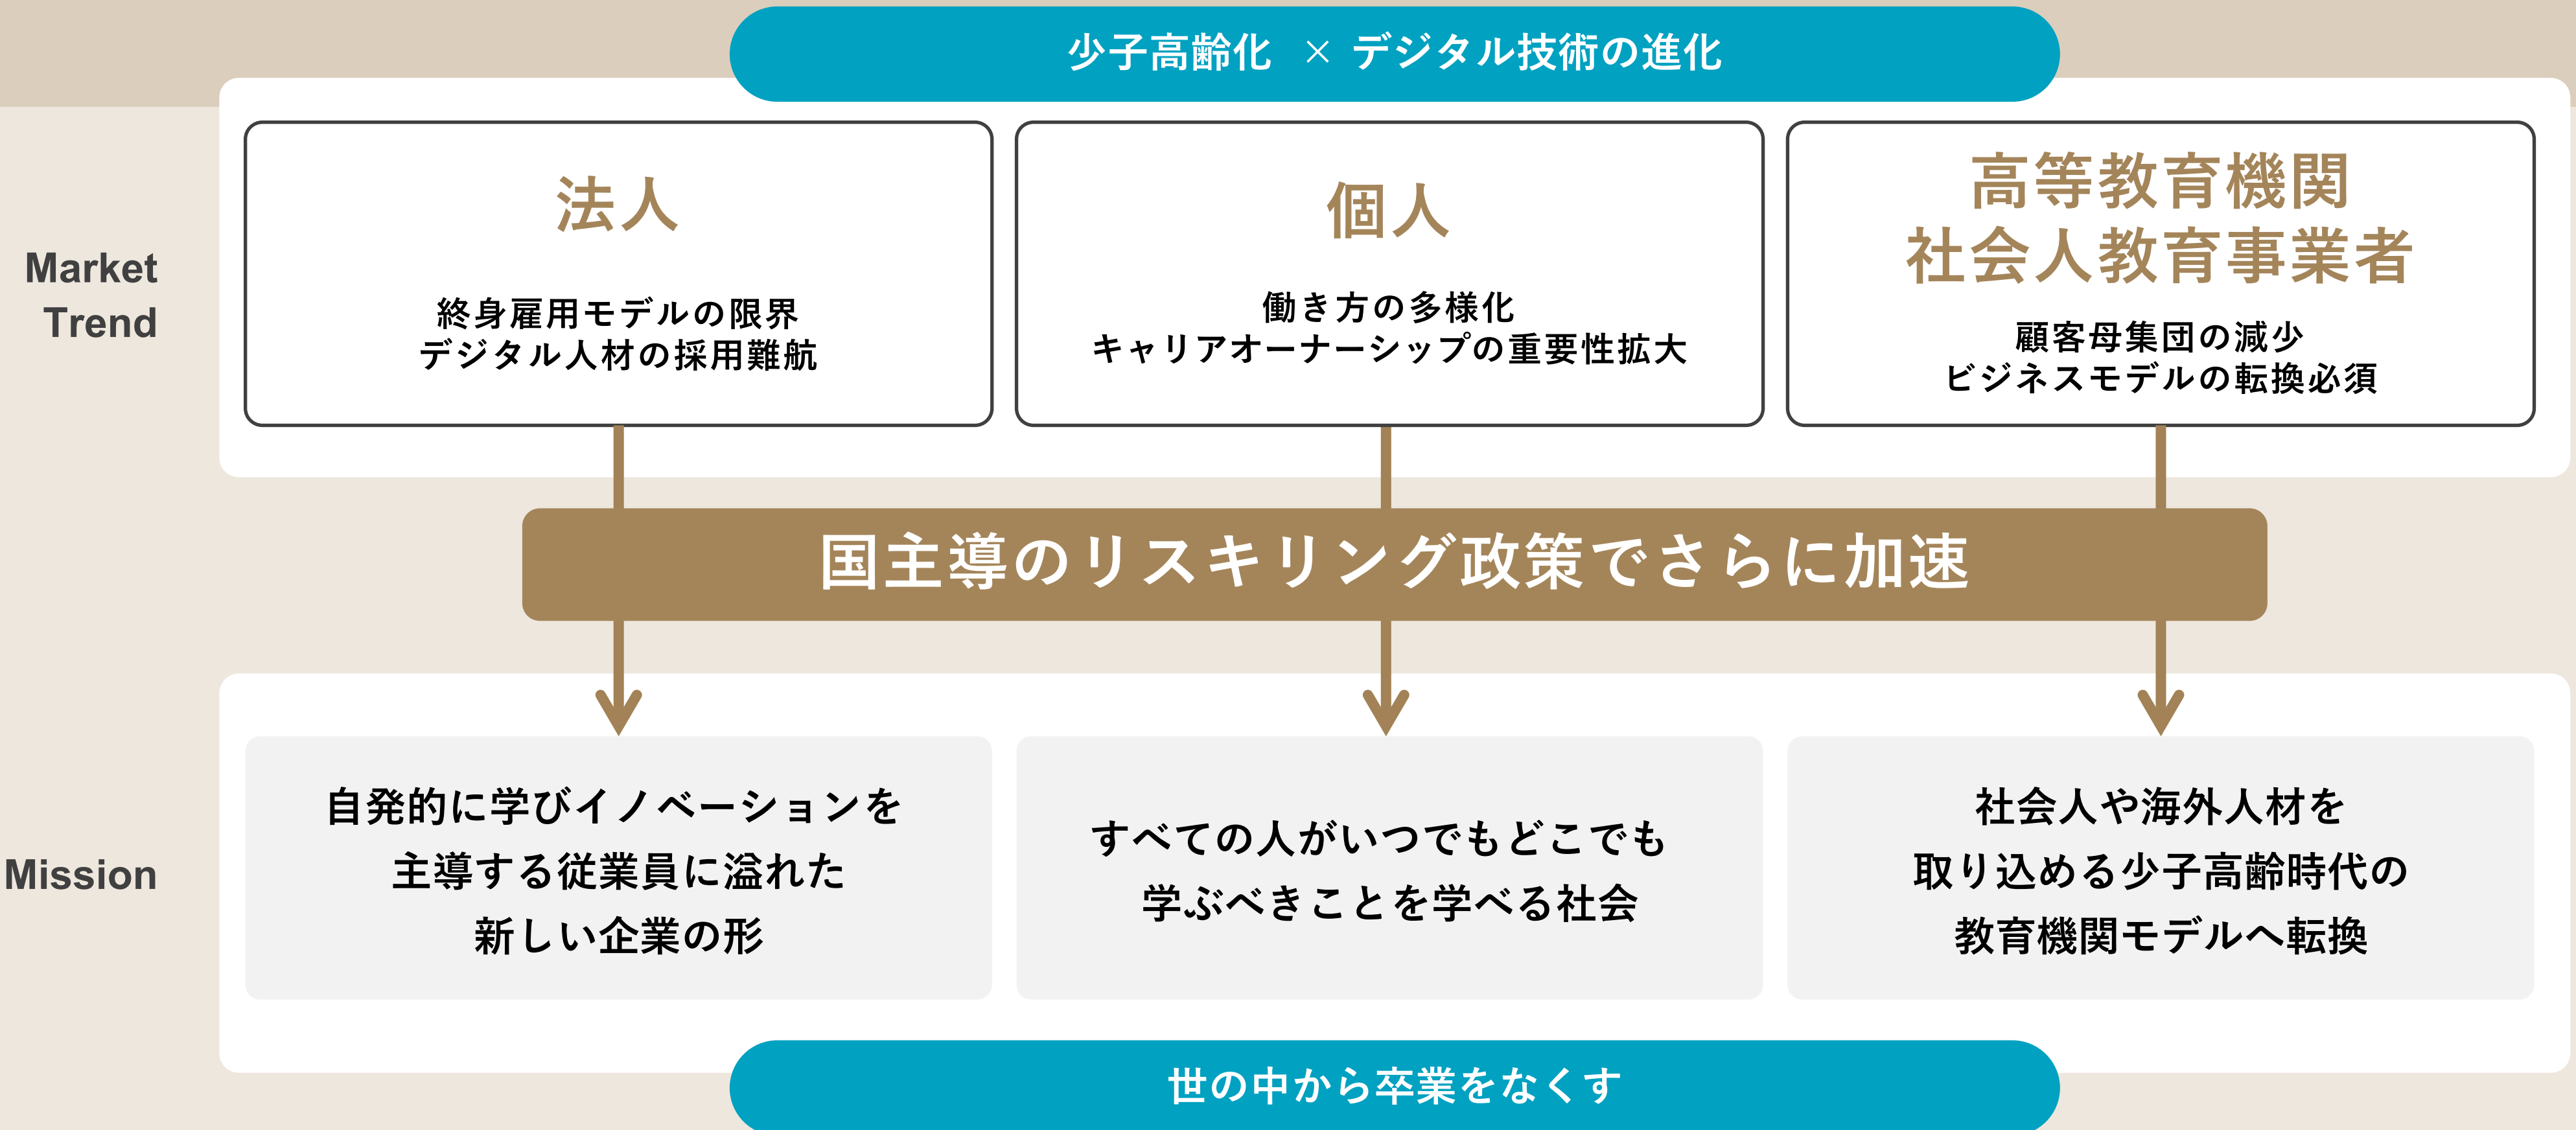 少子高齢化 × デジタル技術の進化
Market
Trend
法人
終身雇用モデルの限界
デジタル人材の採用難航
個人
働き方の多様化
キャリアオーナーシップの重要性拡大
高等教育機関
社会人教育事業者
顧客母集団の減少
ビジネスモデルの転換必須
国主導のリスキリング政策でさらに加速
Mission
自発的に学びイノベーションを
主導する従業員に溢れた
新しい企業の形
すべての人がいつでもどこでも
学ぶべきことを学べる社会
社会人や海外人材を
取り込める少子高齢時代の
教育機関モデルへ転換
世の中から卒業をなくす